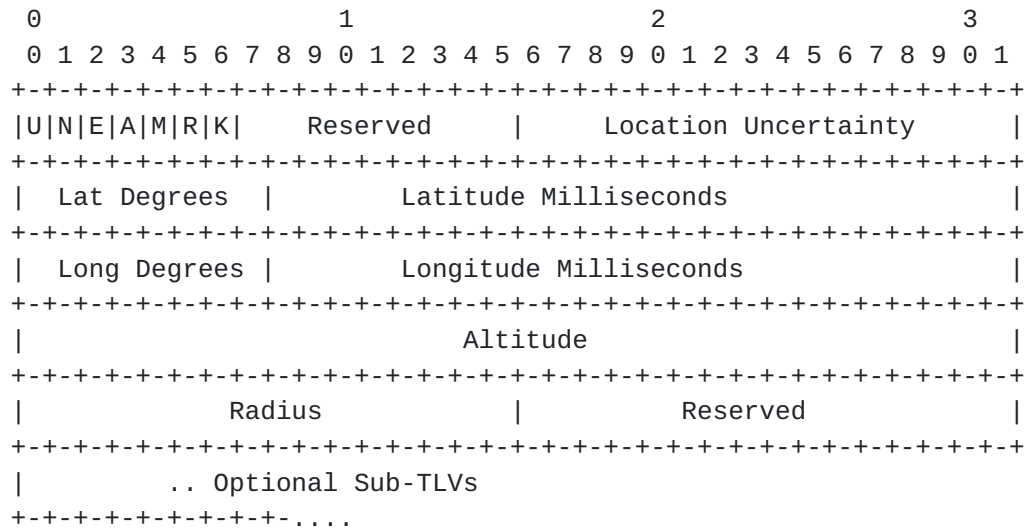 0                   1                   2                   3
 0 1 2 3 4 5 6 7 8 9 0 1 2 3 4 5 6 7 8 9 0 1 2 3 4 5 6 7 8 9 0 1
+-+-+-+-+-+-+-+-+-+-+-+-+-+-+-+-+-+-+-+-+-+-+-+-+-+-+-+-+-+-+-+-+
|U|N|E|A|M|R|K|    Reserved     |     Location Uncertainty      |
+-+-+-+-+-+-+-+-+-+-+-+-+-+-+-+-+-+-+-+-+-+-+-+-+-+-+-+-+-+-+-+-+
|  Lat Degrees  |        Latitude Milliseconds                  |
+-+-+-+-+-+-+-+-+-+-+-+-+-+-+-+-+-+-+-+-+-+-+-+-+-+-+-+-+-+-+-+-+
|  Long Degrees |        Longitude Milliseconds                 |
+-+-+-+-+-+-+-+-+-+-+-+-+-+-+-+-+-+-+-+-+-+-+-+-+-+-+-+-+-+-+-+-+
|                            Altitude                           |
+-+-+-+-+-+-+-+-+-+-+-+-+-+-+-+-+-+-+-+-+-+-+-+-+-+-+-+-+-+-+-+-+
|             Radius            |          Reserved             |
+-+-+-+-+-+-+-+-+-+-+-+-+-+-+-+-+-+-+-+-+-+-+-+-+-+-+-+-+-+-+-+-+
|         .. Optional Sub-TLVs
+-+-+-+-+-+-+-+-+-....